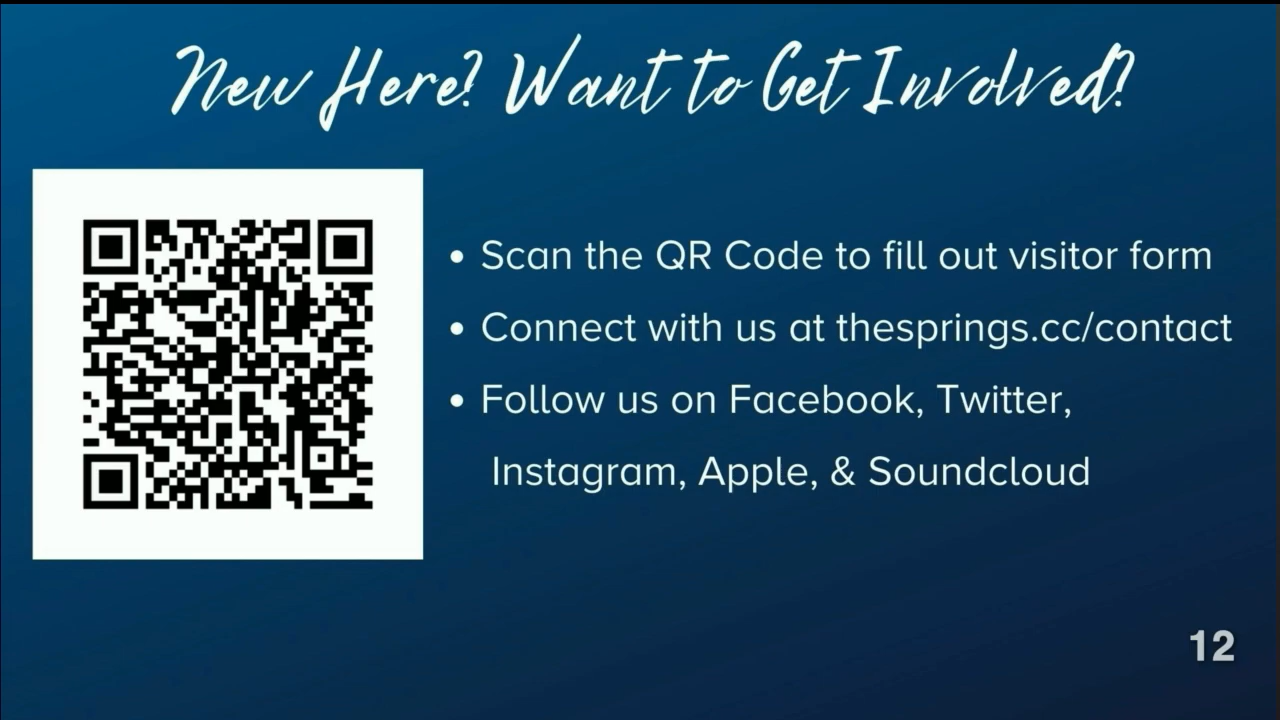 New Here? Want to Get Involved?
• Scan the QR Code to fill out visitor form
• Connect with us at thesprings.cc/contact
• Follow us on Facebook, Twitter,
Instagram, Apple, & Soundcloud
12